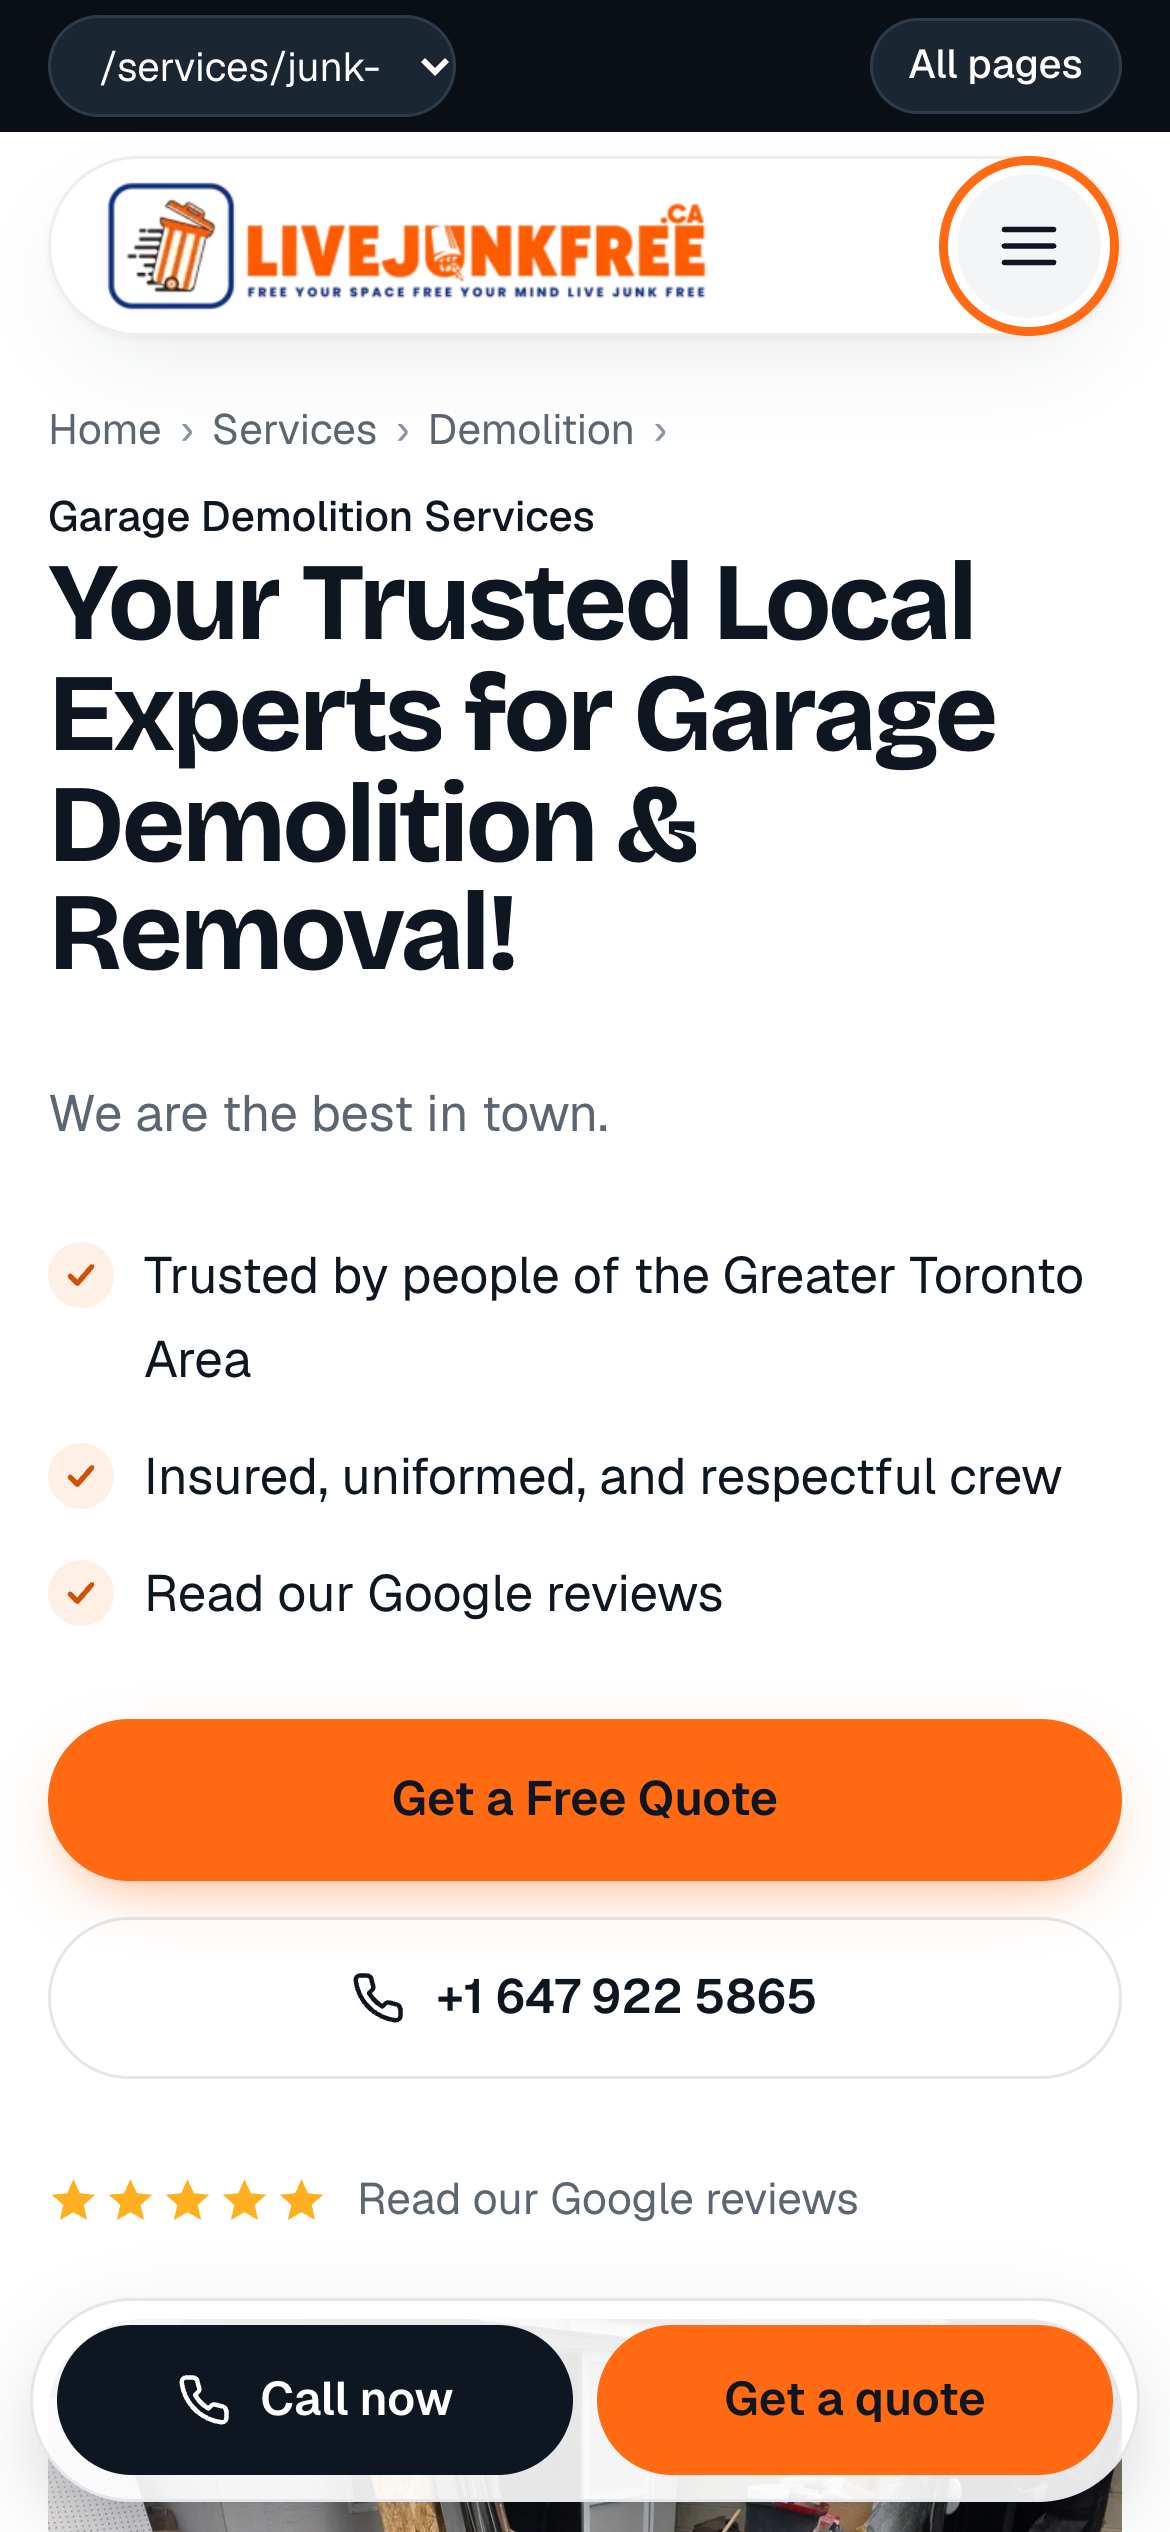 /services/junk-
All pages
LIVEJUNKFREE.CA
FREE YOUR SPACE FREE YOUR MIND LIVE JUNK FREE
Home › Services › Demolition ›
Garage Demolition Services
Your Trusted Local
Experts for Garage
Demolition &
Removal!
We are the best in town.
Trusted by people of the Greater Toronto
Area
Insured, uniformed, and respectful crew
Read our Google reviews
Get a Free Quote
+1 647 922 5865
Read our Google reviews
Call now
Get a quote